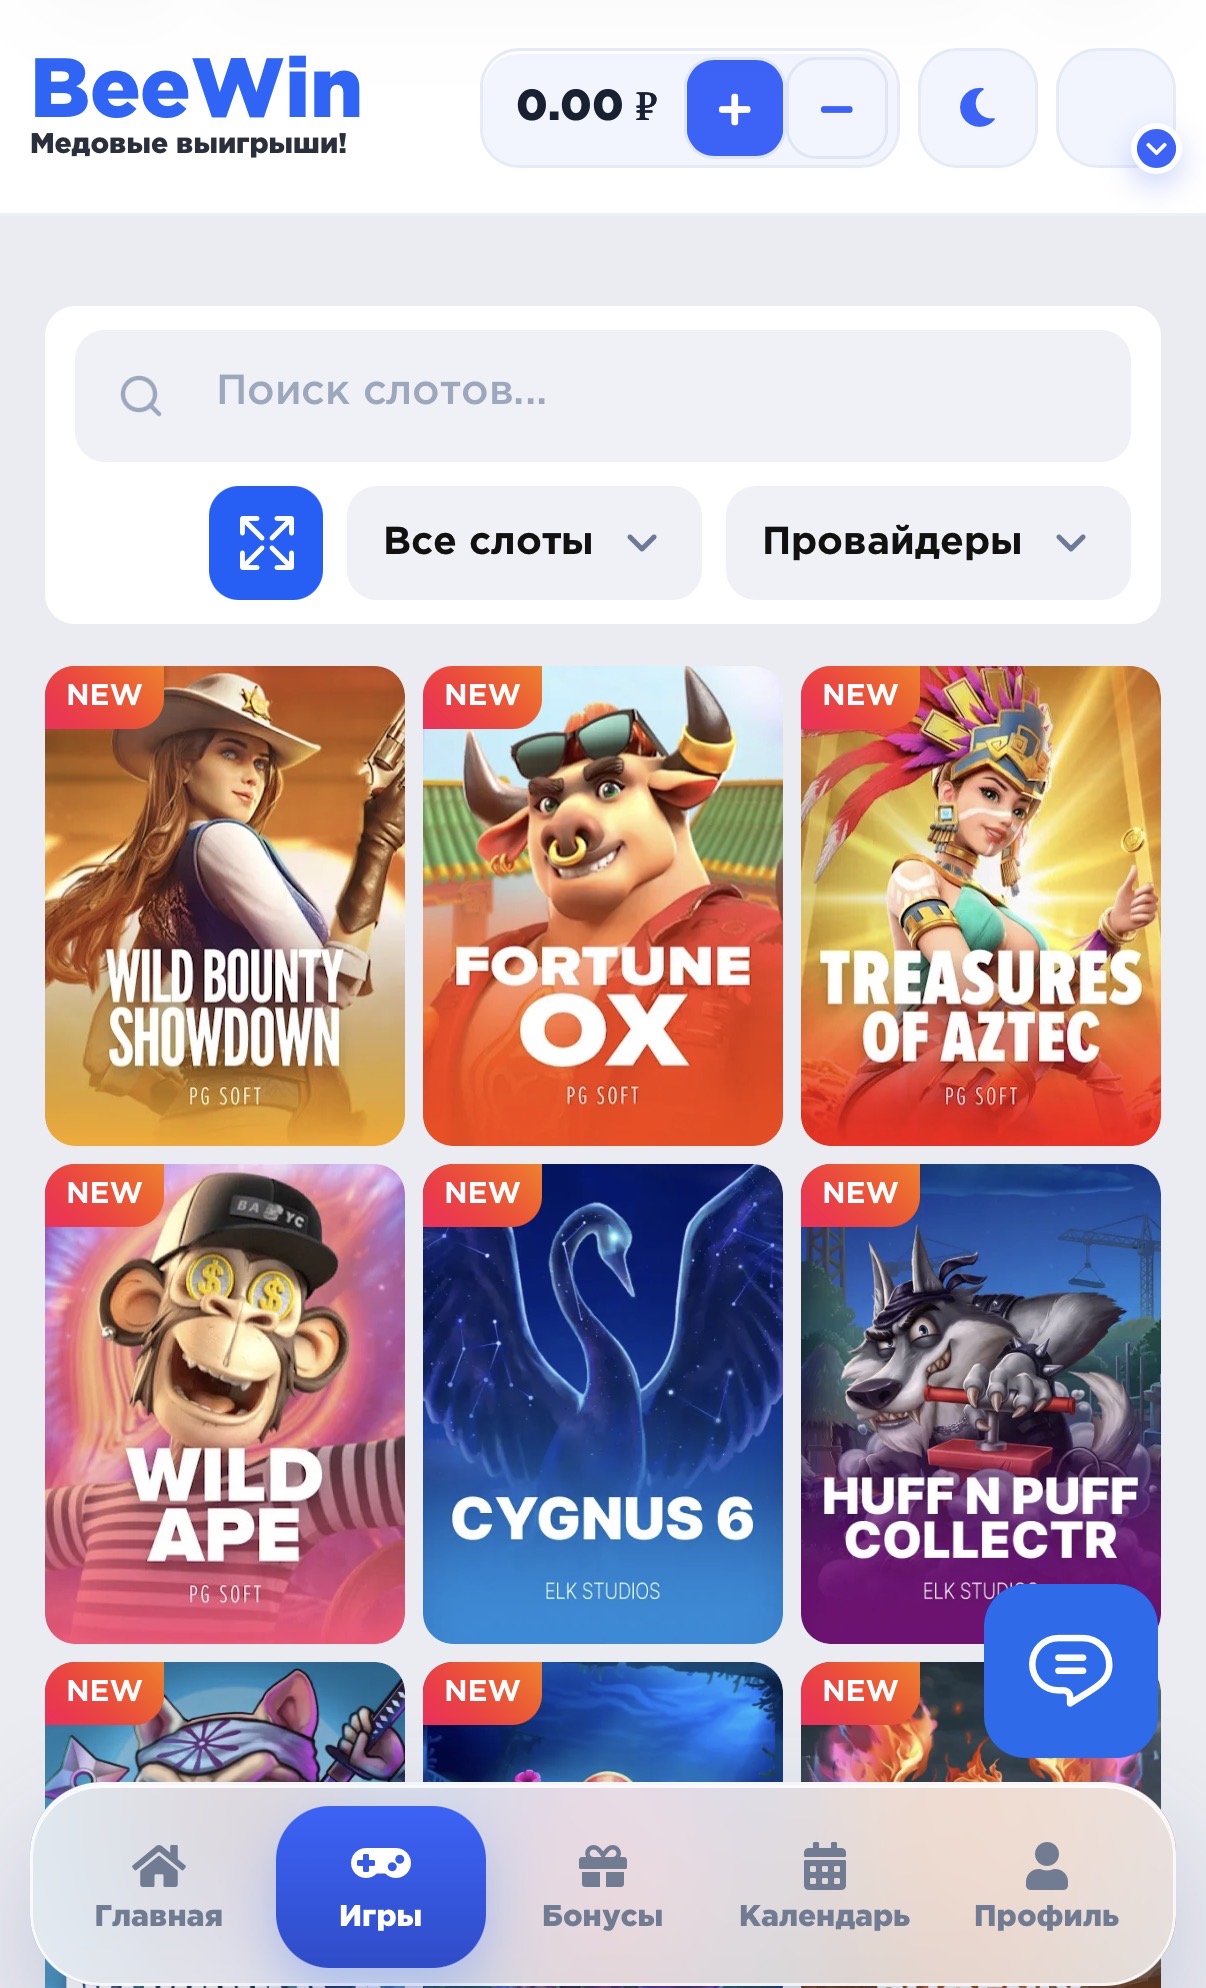 BeeWin
Медовые выигрыши!
0.00 ₽
Поиск слотов...
Все слоты
Провайдеры
NEW
NEW
NEW
WILD BOUNTY
SHOWDOWN
PG SOFT
FORTUNE
OX
PG SOFT
TREASURES
OF AZTEC
PG SOFT
NEW
NEW
NEW
WILD
APE
PG SOFT
CYGNUS 6
ELK STUDIOS
HUFF N PUFF
COLLECTR
ELK STUDIOS
NEW
NEW
NEW
Главная
Игры
Бонусы
Календарь
Профиль